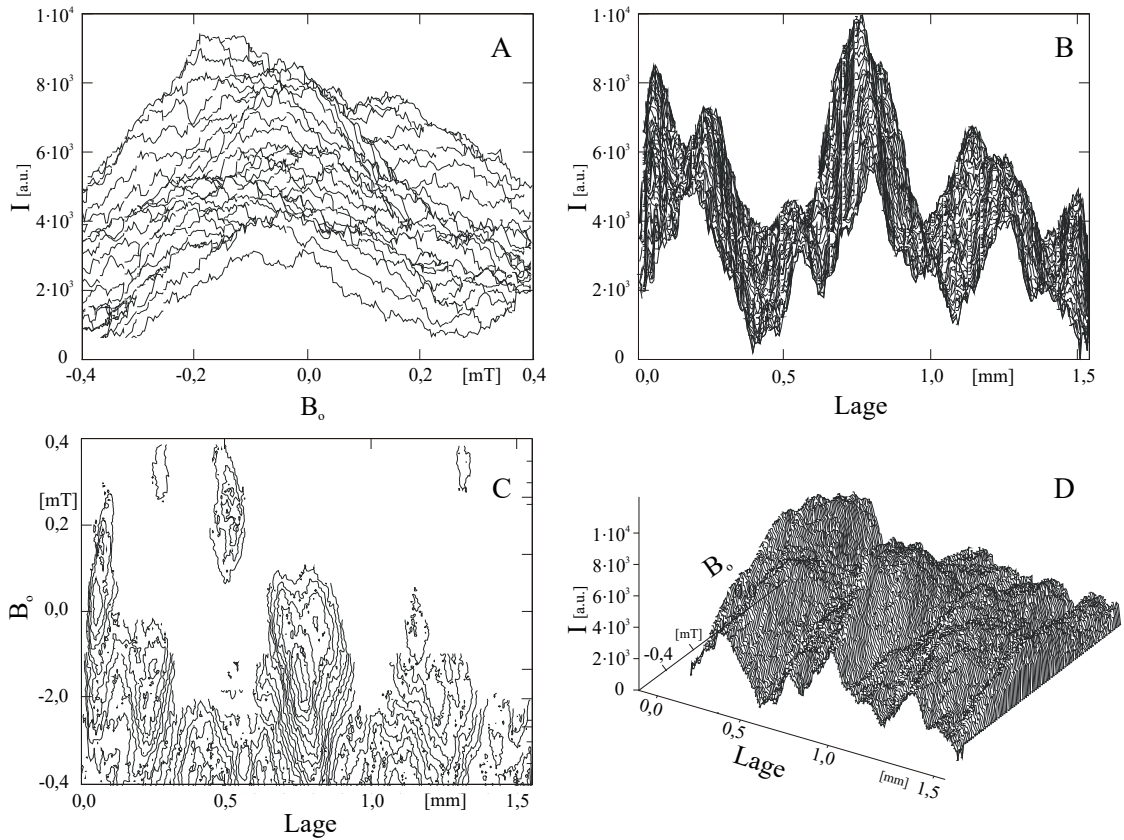 A
1·10⁴
8·10³
6·10³
4·10³
2·10³
0
I [a.u.]
-0,4 -0,2 0,0 0,2 [mT] 0,4
Bₒ
B
1·10⁴
8·10³
6·10³
4·10³
2·10³
0
I [a.u.]
0,0 0,5 1,0 [mm] 1,5
Lage
C
0,4
[mT]
0,2
0,0
-2,0
-0,4
Bₒ
0,0 0,5 1,0 [mm] 1,5
Lage
D
1·10⁴
8·10³
6·10³
4·10³
2·10³
0
I [a.u.]
Bₒ
[mT]
-0,4
0,0 0,5 1,0 [mm] 1,5
Lage